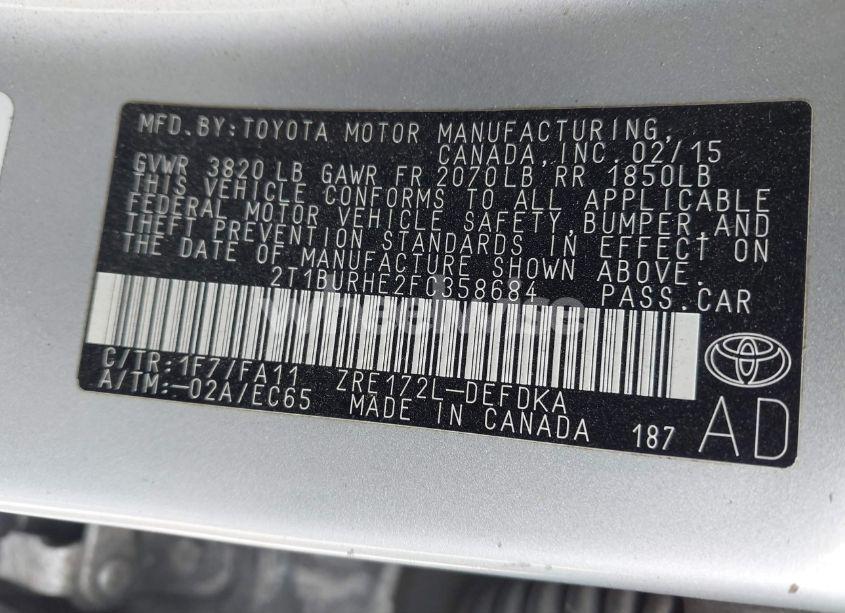 MFD.BY:TOYOTA MOTOR MANUFACTURING,
CANADA,INC.02/15
GVWR 3820 LB GAWR FR 2070LB RR 1850LB
THIS VEHICLE CONFORMS TO ALL APPLICABLE
FEDERAL MOTOR VEHICLE SAFETY,BUMPER,AND
THEFT PREVENTION STANDARDS IN EFFECT ON
THE DATE OF MANUFACTURE SHOWN ABOVE.
2T1BURHE2FC358684 PASS.CAR
C/TR:1F7/FA11 ZRE172L-DEFDKA
A/TM:-02A/EC65 MADE IN CANADA 187
AD